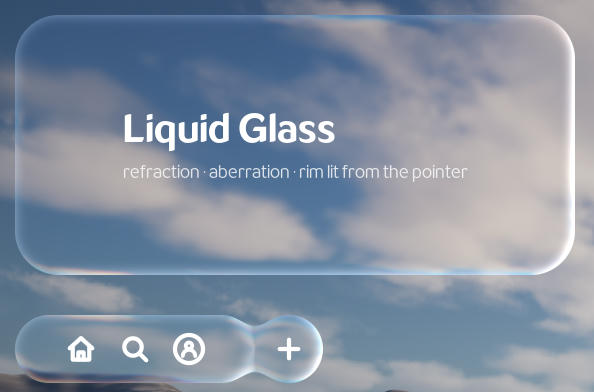 Liquid Glass
refraction · aberration · rim lit from the pointer